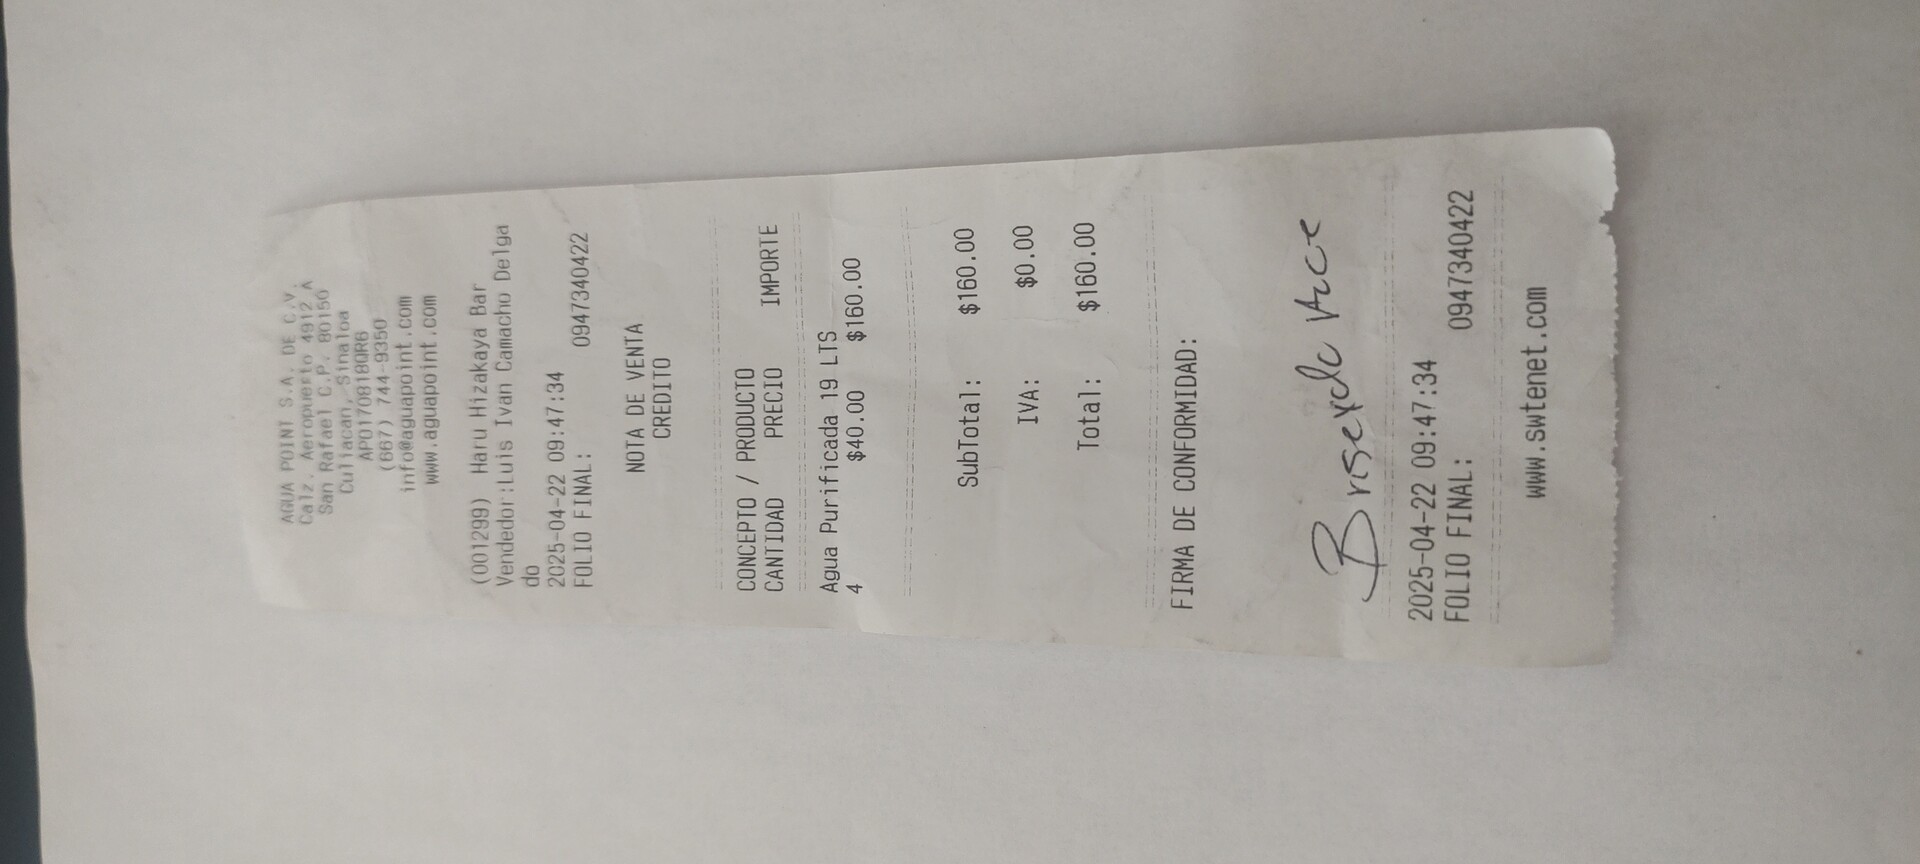 AGUA POINT S.A. DE C.V.
Calz. Aeropuerto 4912 A
San Rafael C.P. 80150
Culiacan, Sinaloa
APO170818QR6
(667) 744-9350
info@aguapoint.com
www.aguapoint.com
(001299) Haru Hizakaya Bar
Vendedor:Luis Ivan Camacho Delga
do
2025-04-22 09:47:34
FOLIO FINAL: 0947340422
NOTA DE VENTA
CREDITO
CONCEPTO / PRODUCTO
CANTIDAD PRECIO IMPORTE
Agua Purificada 19 LTS
4 $40.00 $160.00
SubTotal: $160.00
IVA: $0.00
Total: $160.00
FIRMA DE CONFORMIDAD:
2025-04-22 09:47:34
FOLIO FINAL: 0947340422
www.swtenet.com